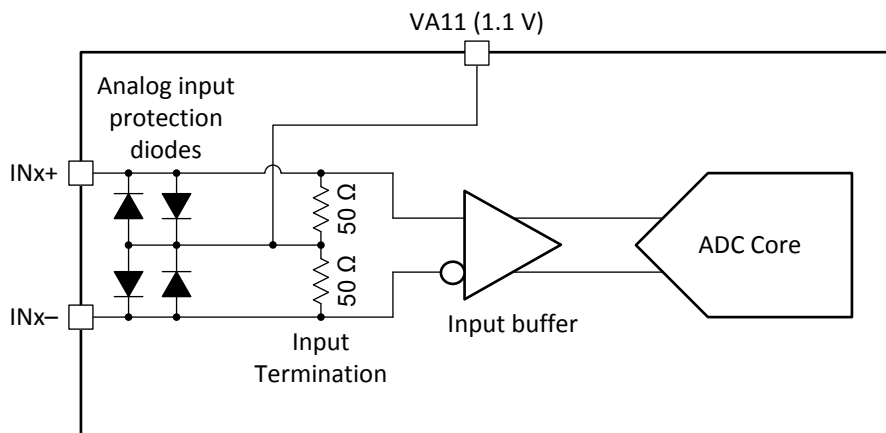 VA11 (1.1 V)
Analog input
protection
diodes
INx+
50 Ω
50 Ω
ADC Core
INx–
Input buffer
Input
Termination